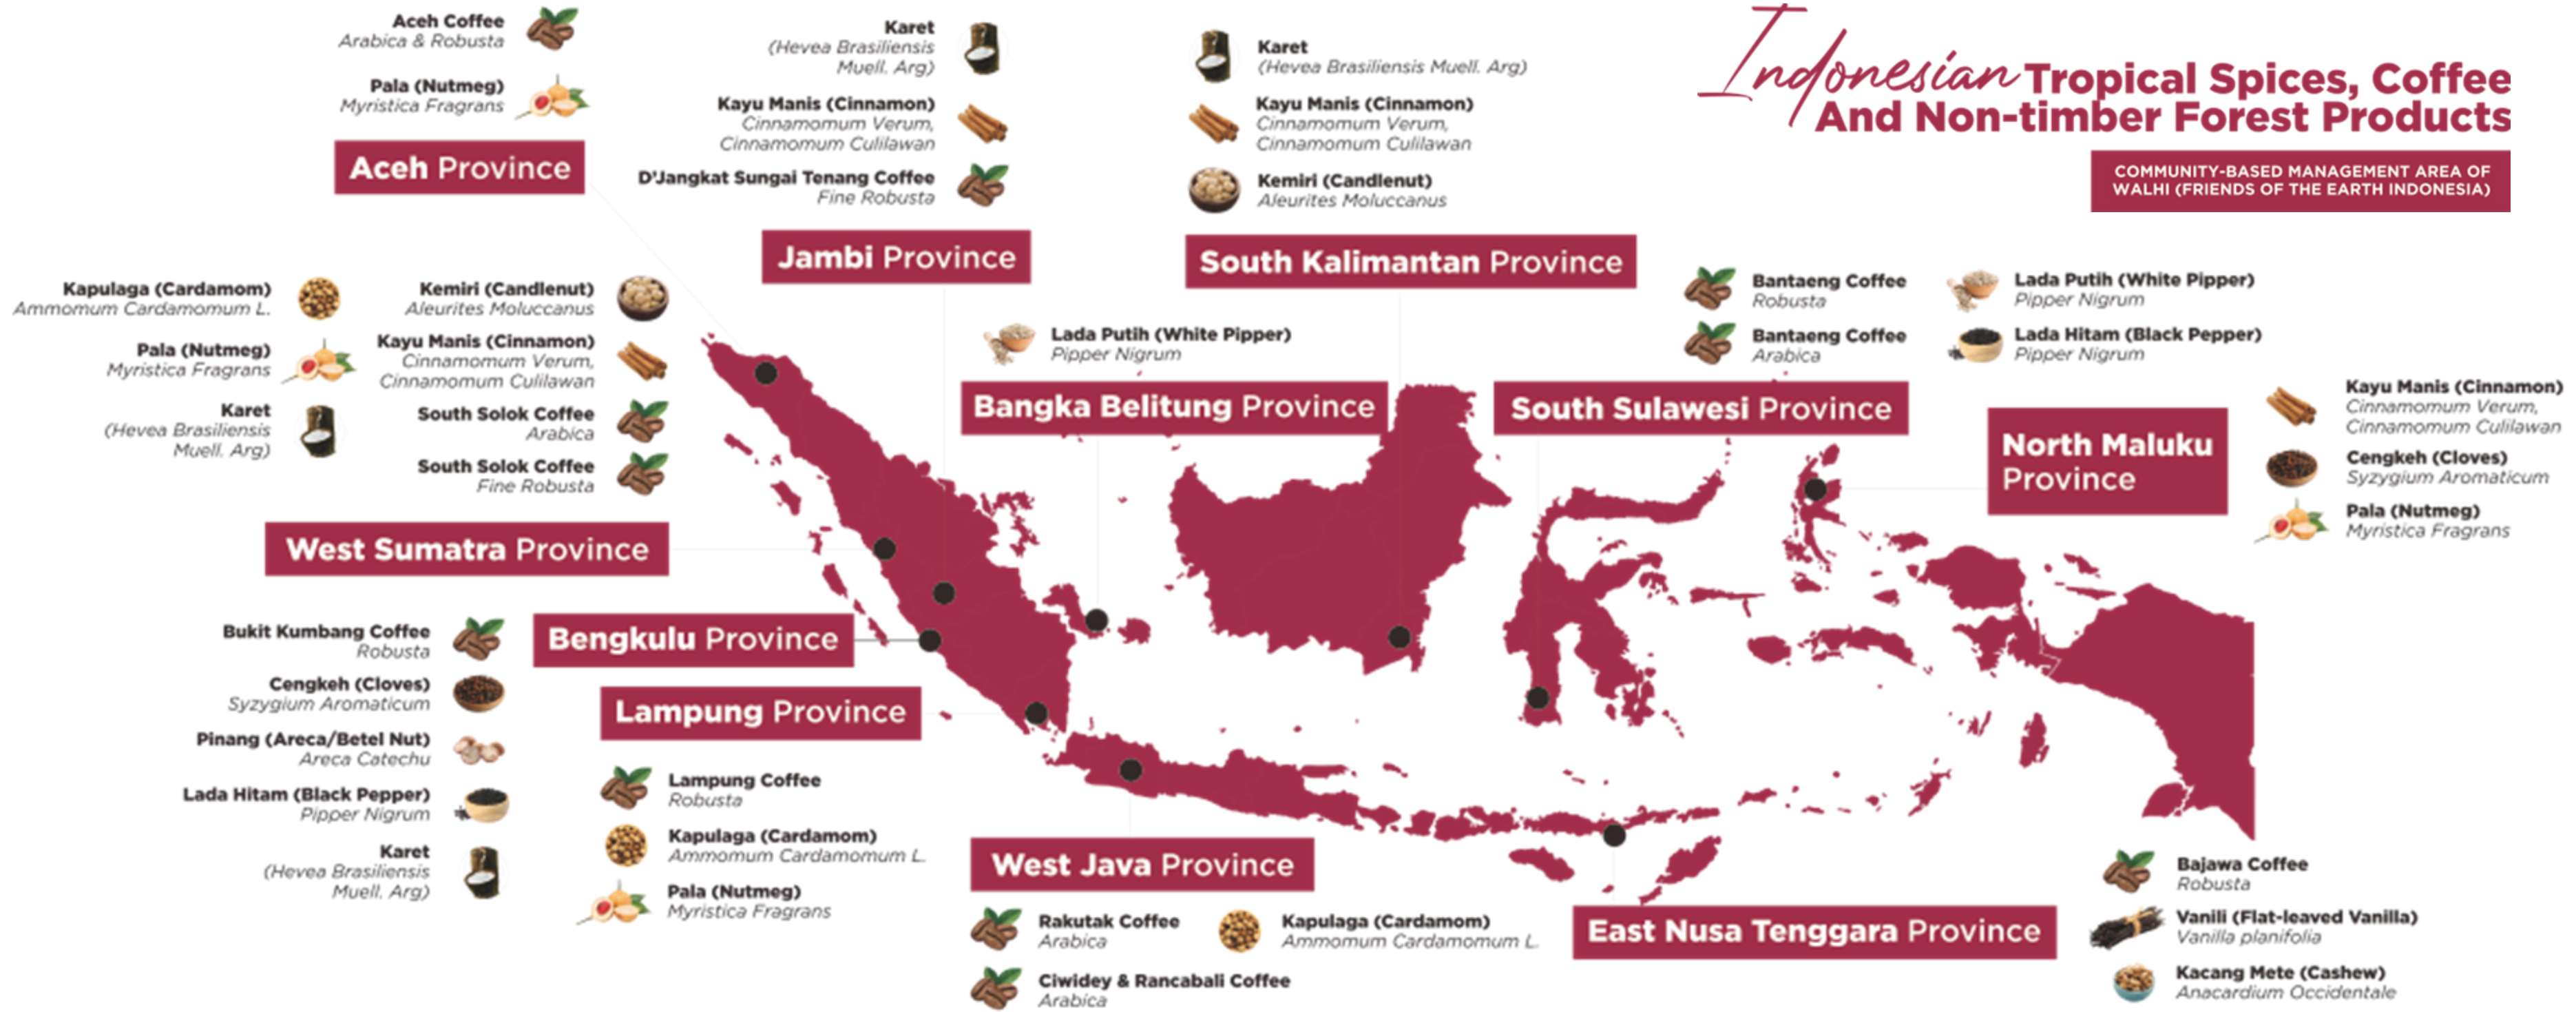 Indonesian Tropical Spices, Coffee
And Non-timber Forest Products
COMMUNITY-BASED MANAGEMENT AREA OF
WALHI (FRIENDS OF THE EARTH INDONESIA)
Aceh Coffee
Arabica & Robusta
Pala (Nutmeg)
Myristica Fragrans
Aceh Province
Karet
(Hevea Brasiliensis
Muell. Arg)
Kayu Manis (Cinnamon)
Cinnamomum Verum,
Cinnamomum Culilawan
D'Jangkat Sungai Tenang Coffee
Fine Robusta
Jambi Province
Karet
(Hevea Brasiliensis Muell. Arg)
Kayu Manis (Cinnamon)
Cinnamomum Verum,
Cinnamomum Culilawan
Kemiri (Candlenut)
Aleurites Moluccanus
South Kalimantan Province
Kapulaga (Cardamom)
Ammomum Cardamomum L.
Pala (Nutmeg)
Myristica Fragrans
Karet
(Hevea Brasiliensis
Muell. Arg)
Kemiri (Candlenut)
Aleurites Moluccanus
Kayu Manis (Cinnamon)
Cinnamomum Verum,
Cinnamomum Culilawan
South Solok Coffee
Arabica
South Solok Coffee
Fine Robusta
West Sumatra Province
Lada Putih (White Pipper)
Pipper Nigrum
Bangka Belitung Province
Bantaeng Coffee
Robusta
Bantaeng Coffee
Arabica
Lada Putih (White Pipper)
Pipper Nigrum
Lada Hitam (Black Pepper)
Pipper Nigrum
South Sulawesi Province
North Maluku
Province
Kayu Manis (Cinnamon)
Cinnamomum Verum,
Cinnamomum Culilawan
Cengkeh (Cloves)
Syzygium Aromaticum
Pala (Nutmeg)
Myristica Fragrans
Bukit Kumbang Coffee
Robusta
Cengkeh (Cloves)
Syzygium Aromaticum
Pinang (Areca/Betel Nut)
Areca Catechu
Lada Hitam (Black Pepper)
Pipper Nigrum
Karet
(Hevea Brasiliensis
Muell. Arg)
Bengkulu Province
Lampung Province
Lampung Coffee
Robusta
Kapulaga (Cardamom)
Ammomum Cardamomum L.
Pala (Nutmeg)
Myristica Fragrans
West Java Province
Rakutak Coffee
Arabica
Ciwidey & Rancabali Coffee
Arabica
Kapulaga (Cardamom)
Ammomum Cardamomum L.
East Nusa Tenggara Province
Bajawa Coffee
Robusta
Vanili (Flat-leaved Vanilla)
Vanilla planifolia
Kacang Mete (Cashew)
Anacardium Occidentale